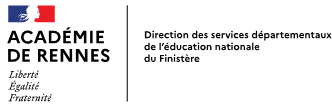 ACADÉMIE
DE RENNES
Liberté
Égalité
Fraternité
Direction des services départementaux
de l'éducation nationale
du Finistère